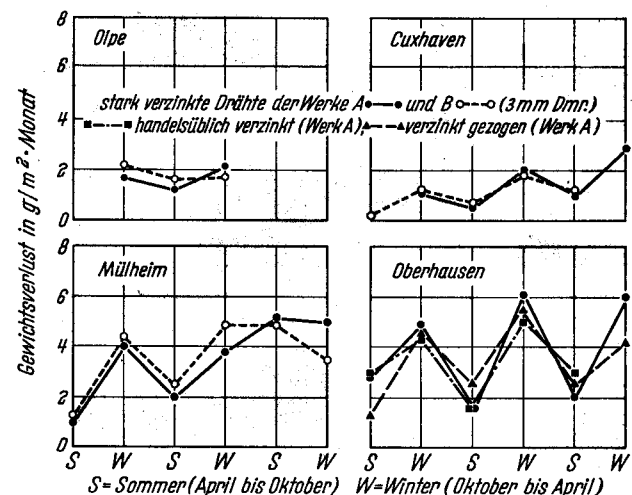 8
6
4
2
0
Olpe
Cuxhaven
stark verzinkte Drähte der Werke A und B (3mm Dmr.)
handelsüblich verzinkt (Werk A), verzinkt gezogen (Werk A)
Gewichtsverlust in g/m²·Monat
8
6
4
2
0
Mülheim
Oberhausen
S W S W S W S W S W S W
S=Sommer (April bis Oktober) W=Winter (Oktober bis April)